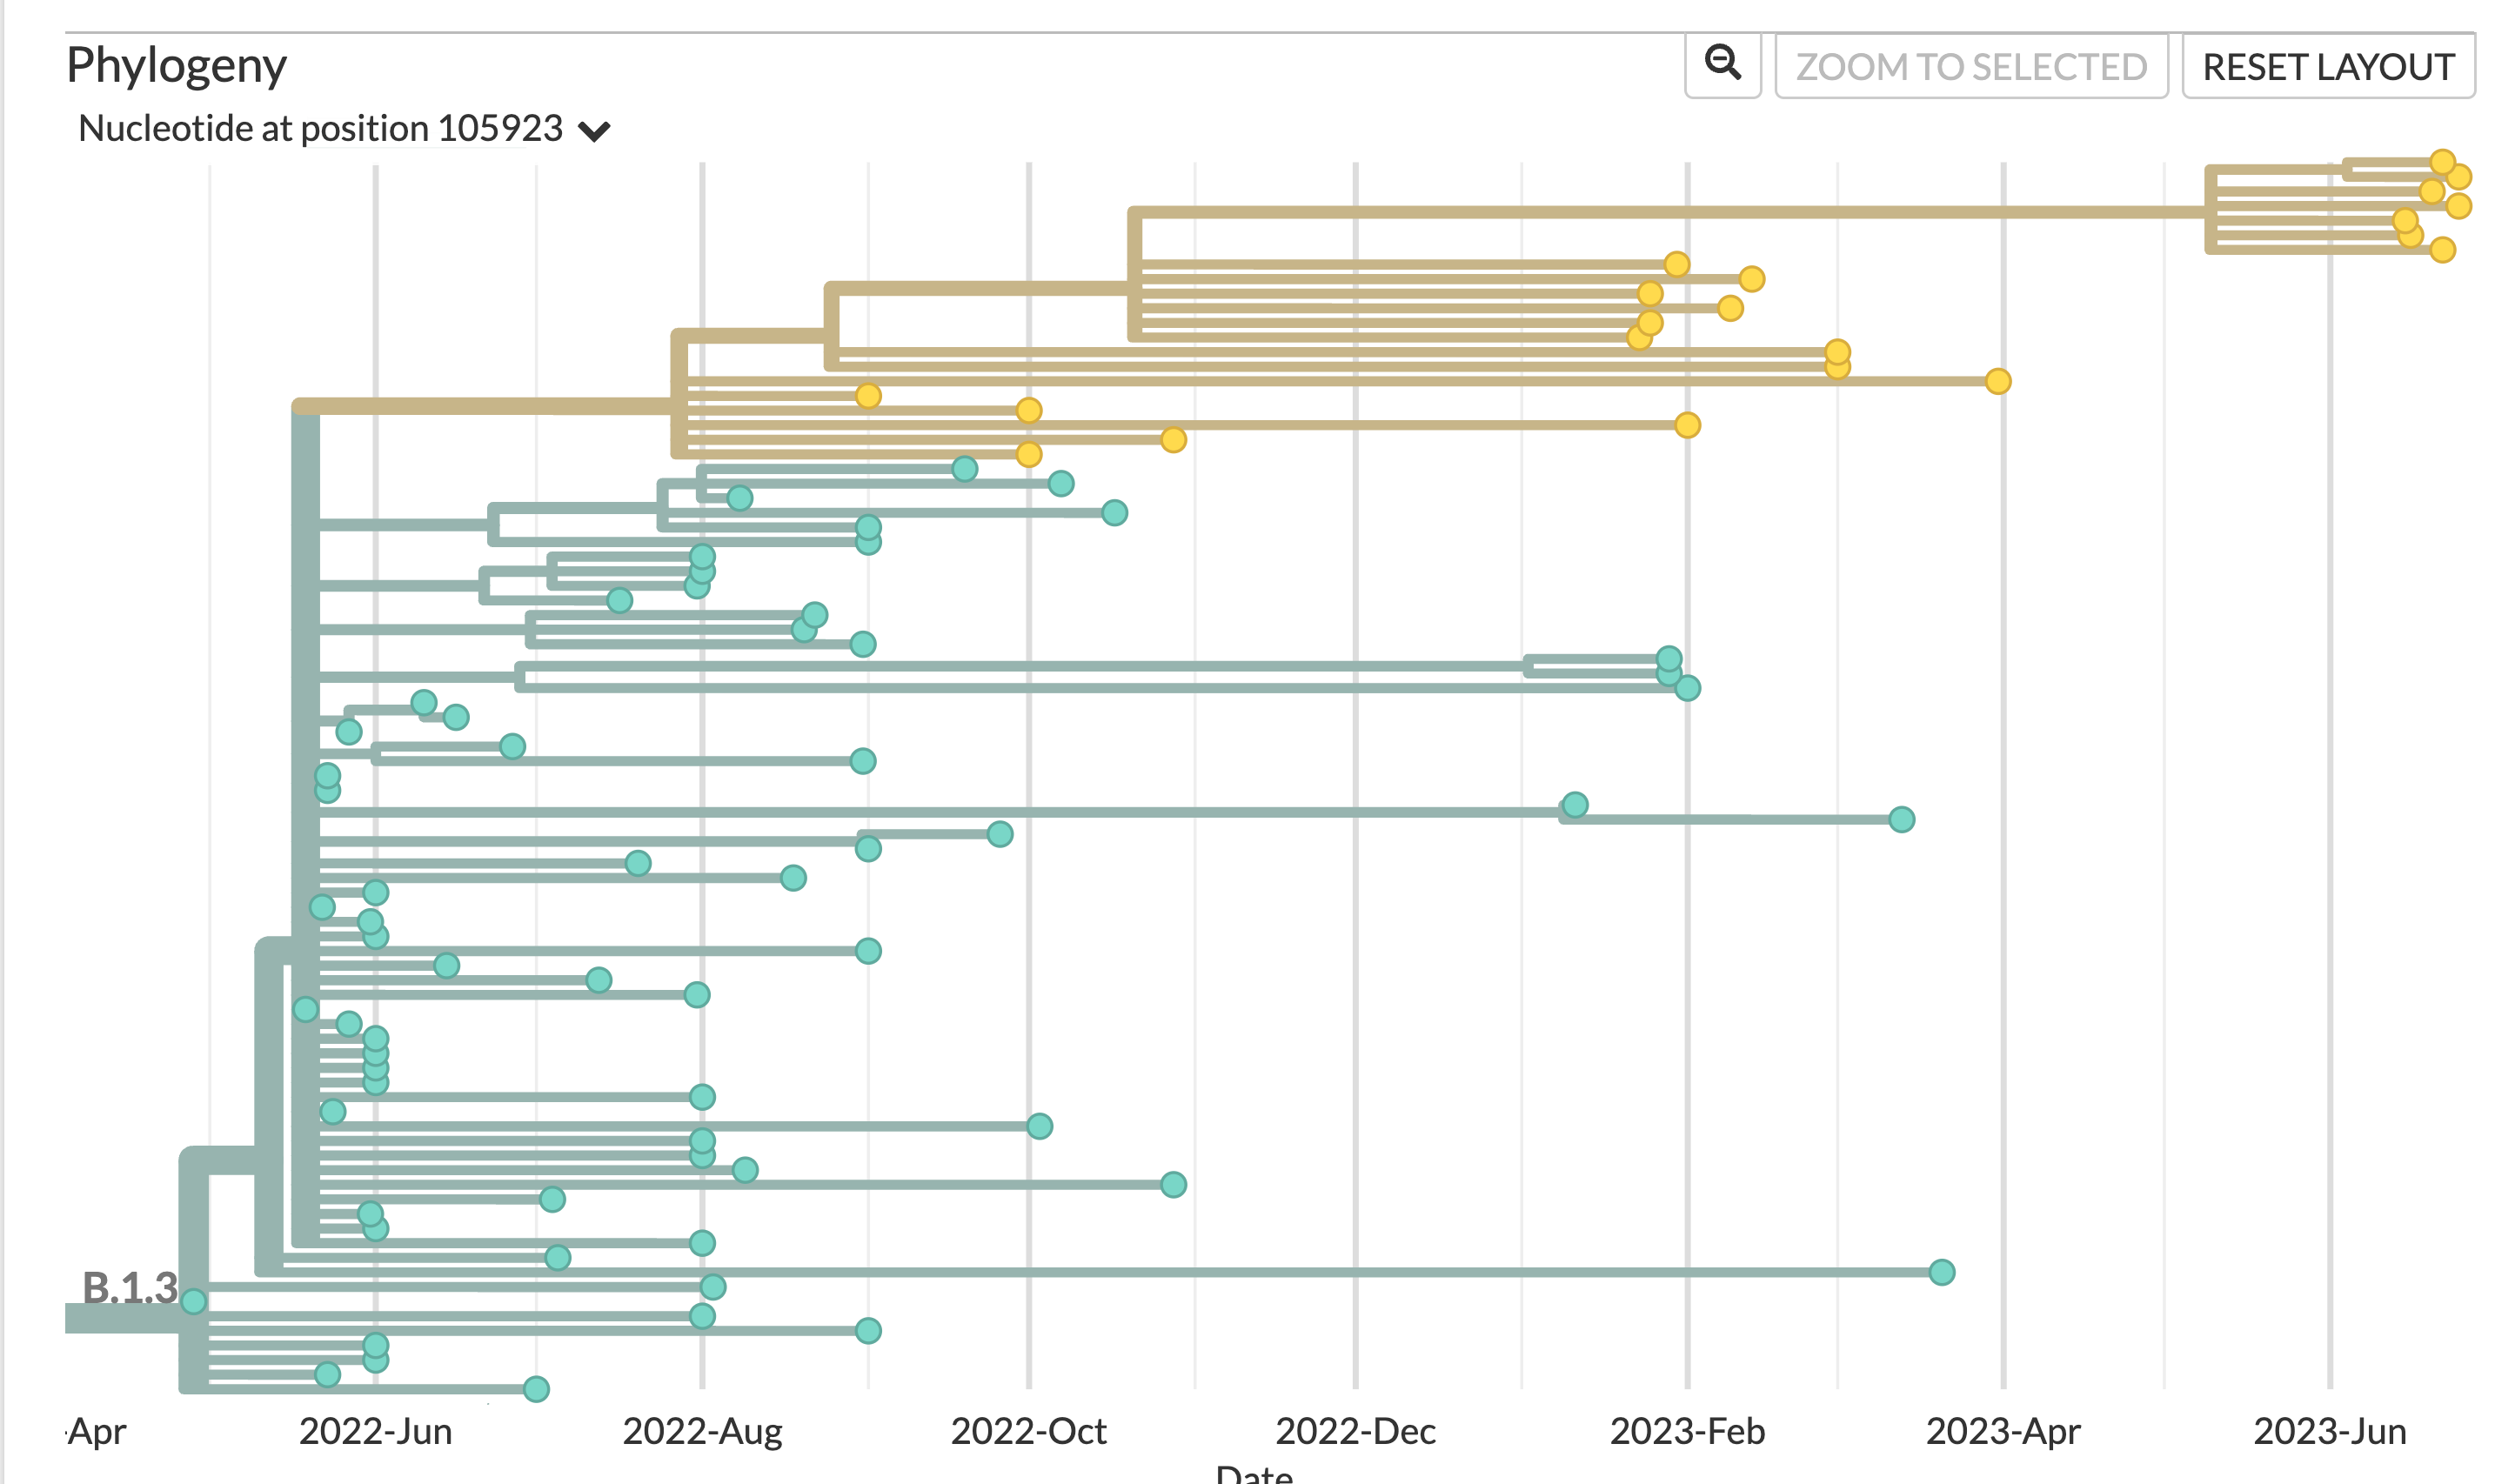 Phylogeny
ZOOM TO SELECTED
RESET LAYOUT
Nucleotide at position 105923
B.1.3
-Apr
2022-Jun
2022-Aug
2022-Oct
2022-Dec
2023-Feb
2023-Apr
2023-Jun
Date